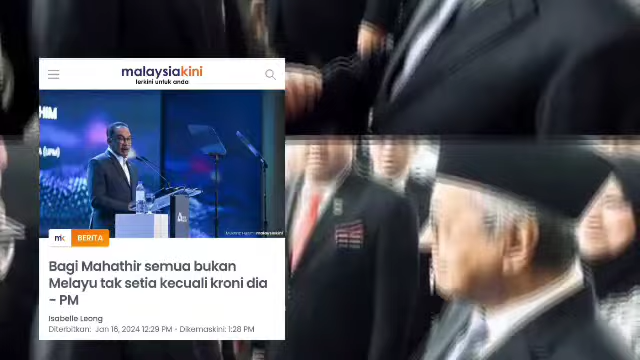 malaysiakini
terkini untuk anda
mk BERITA
Bagi Mahathir semua bukan
Melayu tak setia kecuali kroni dia
- PM
Isabelle Leong
Diterbitkan: Jan 16, 2024 12:29 PM · Dikemaskini: 1:28 PM